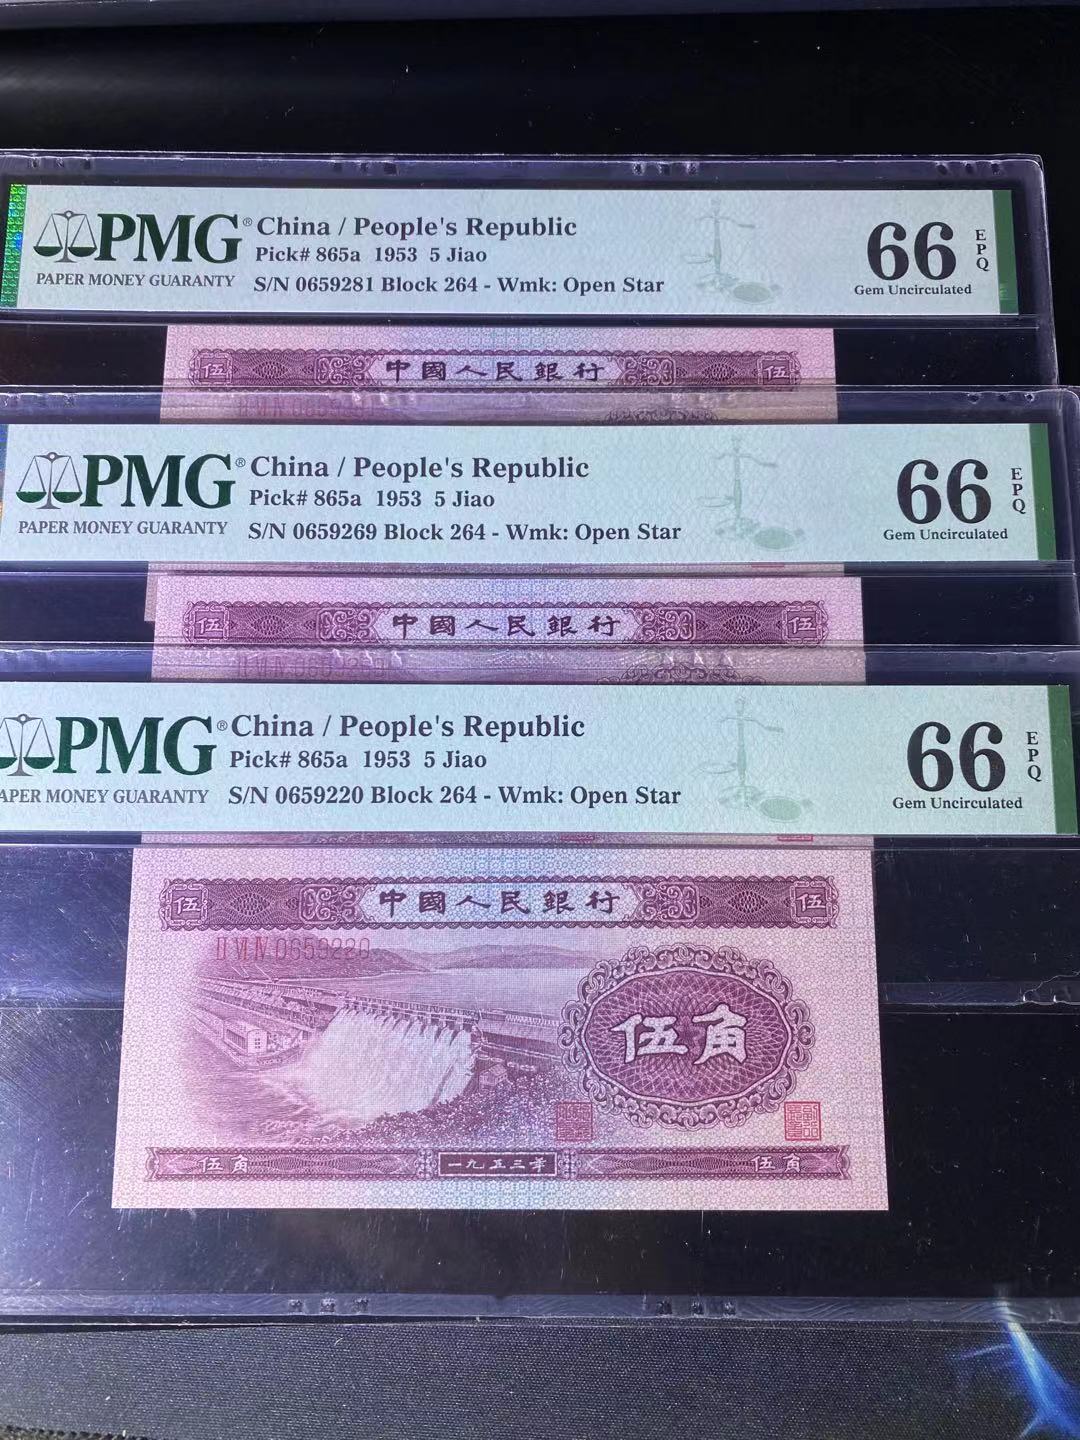 PMG®
PAPER MONEY GUARANTY
China / People's Republic
Pick# 865a 1953 5 Jiao
S/N 0659281 Block 264 - Wmk: Open Star
66
EPQ
Gem Uncirculated
伍 中國人民銀行 伍
PMG®
PAPER MONEY GUARANTY
China / People's Republic
Pick# 865a 1953 5 Jiao
S/N 0659269 Block 264 - Wmk: Open Star
66
EPQ
Gem Uncirculated
伍 中國人民銀行 伍
PMG®
APER MONEY GUARANTY
China / People's Republic
Pick# 865a 1953 5 Jiao
S/N 0659220 Block 264 - Wmk: Open Star
66
EPQ
Gem Uncirculated
伍 中國人民銀行 伍
II VI IV 0659220
伍角
伍角 一九五三年 伍角